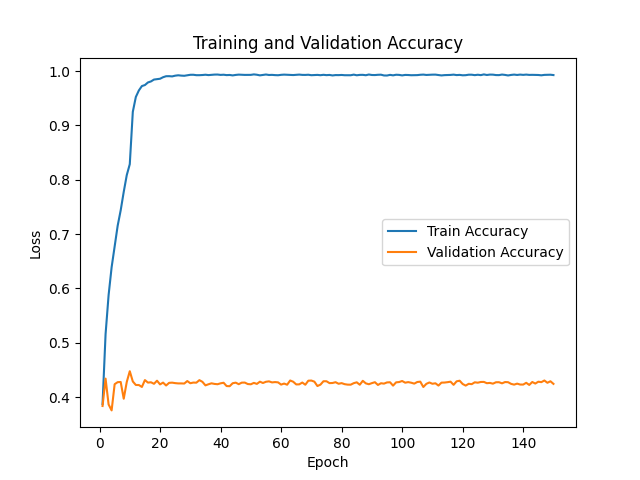 Training and Validation Accuracy
1.0
0.9
0.8
0.7
0.6
0.5
0.4
Loss
Train Accuracy
Validation Accuracy
0 20 40 60 80 100 120 140
Epoch